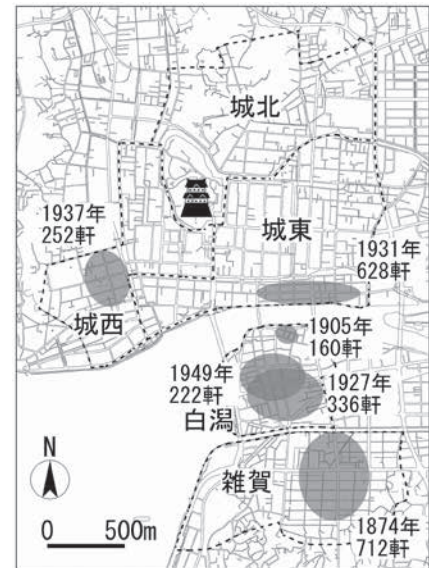 城北
1937年
252軒
城東
1931年
628軒
城西
1905年
160軒
1949年
222軒
1927年
336軒
白潟
N
雑賀
0 500m
1874年
712軒